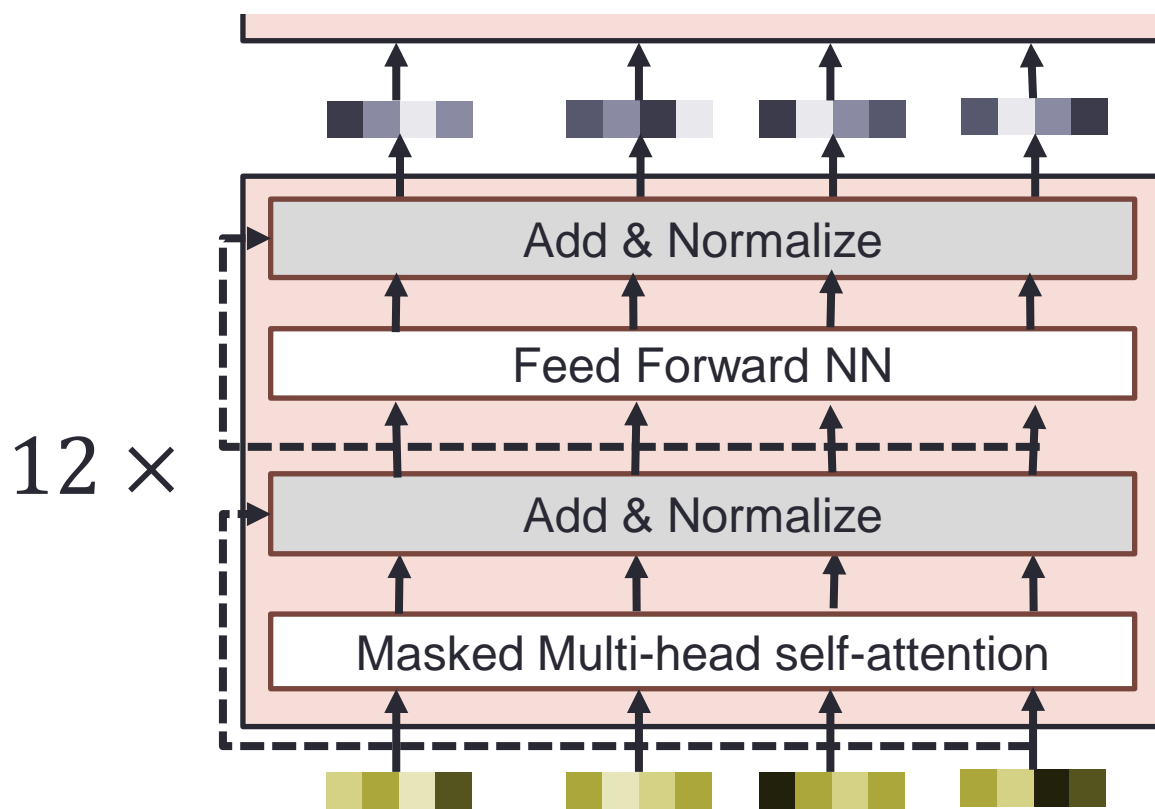 Add & Normalize
Feed Forward NN
12 ×
Add & Normalize
Masked Multi-head self-attention